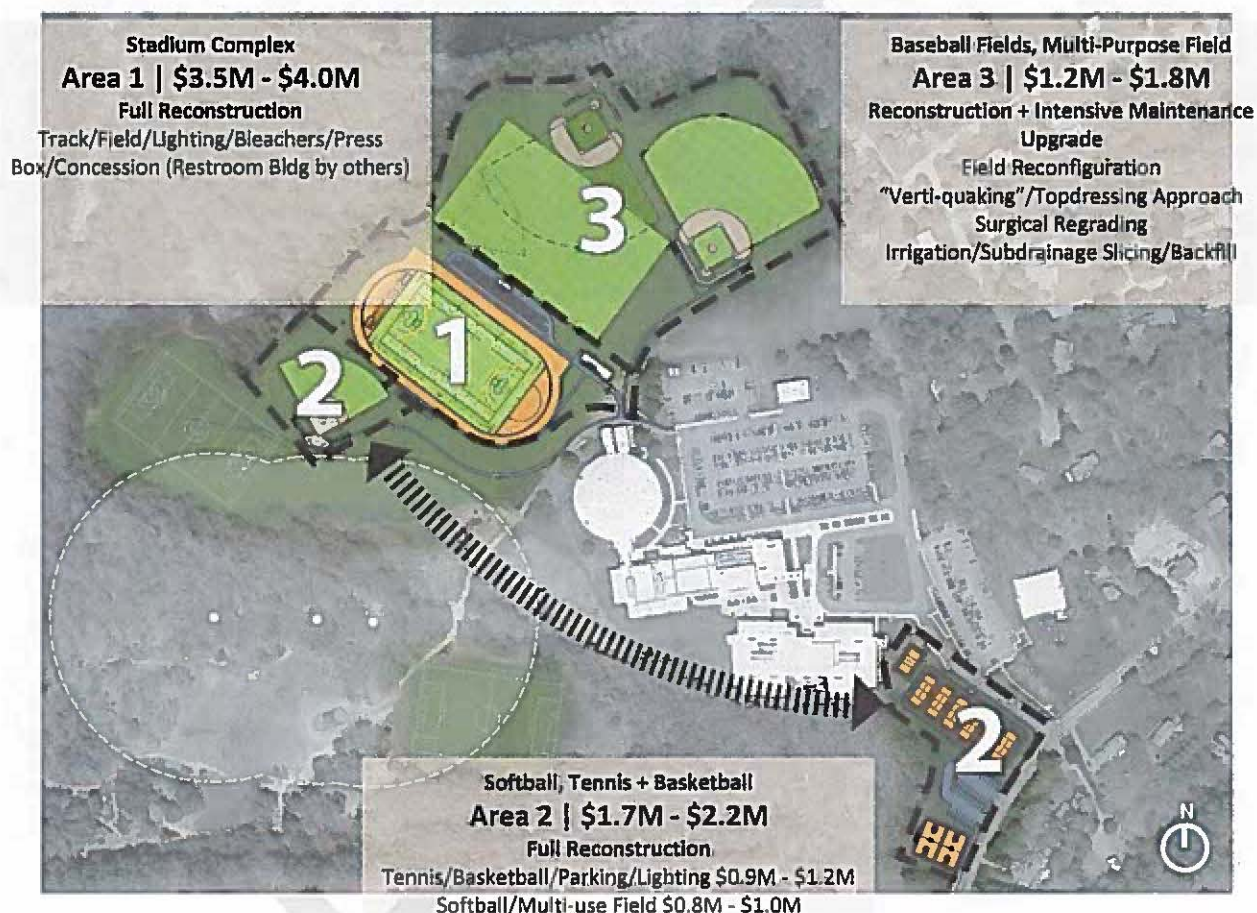 Stadium Complex
Area 1 | $3.5M - $4.0M
Full Reconstruction
Track/Field/Lighting/Bleachers/Press
Box/Concession (Restroom Bldg by others)
Baseball Fields, Multi-Purpose Field
Area 3 | $1.2M - $1.8M
Reconstruction + Intensive Maintenance
Upgrade
Field Reconfiguration
"Verti-quaking"/Topdressing Approach
Surgical Regrading
Irrigation/Subdrainage Slicing/Backfill
3
1
2
2
Softball, Tennis + Basketball
Area 2 | $1.7M - $2.2M
Full Reconstruction
Tennis/Basketball/Parking/Lighting $0.9M - $1.2M
Softball/Multi-use Field $0.8M - $1.0M
N